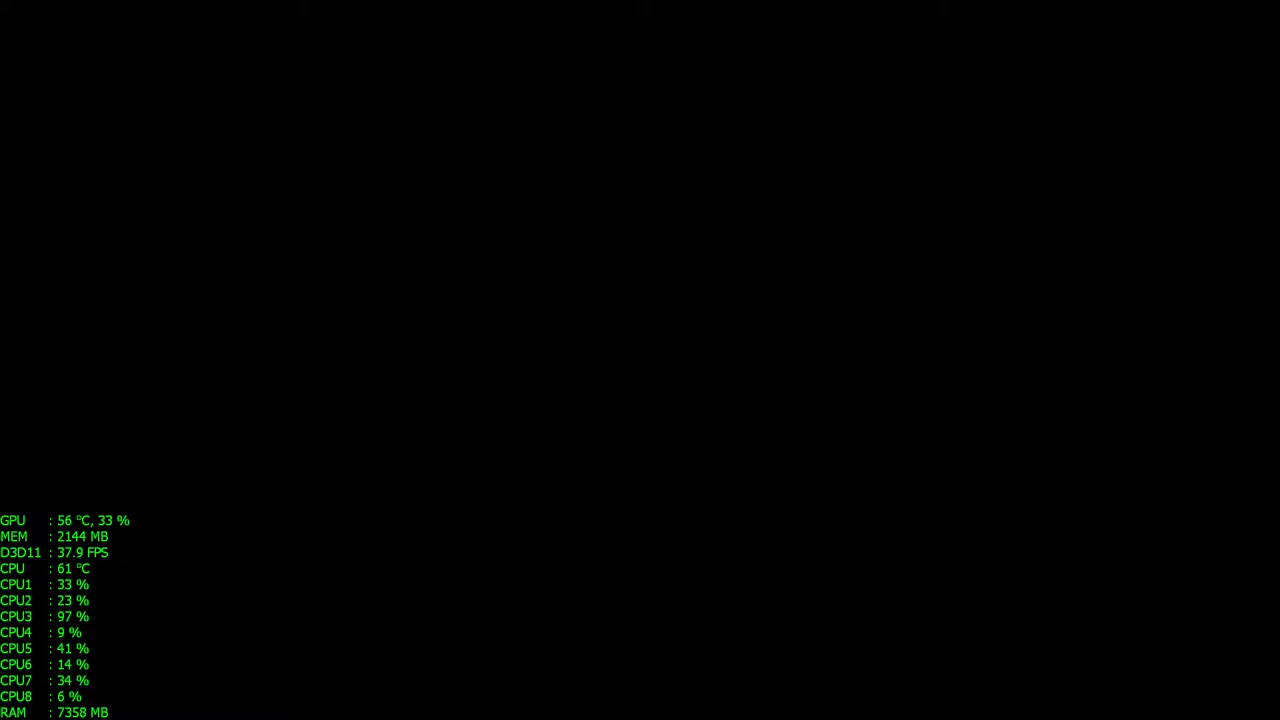 GPU : 56 °C, 33 %
MEM : 2144 MB
D3D11 : 37.9 FPS
CPU : 61 °C
CPU1 : 33 %
CPU2 : 23 %
CPU3 : 97 %
CPU4 : 9 %
CPU5 : 41 %
CPU6 : 14 %
CPU7 : 34 %
CPU8 : 6 %
RAM : 7358 MB